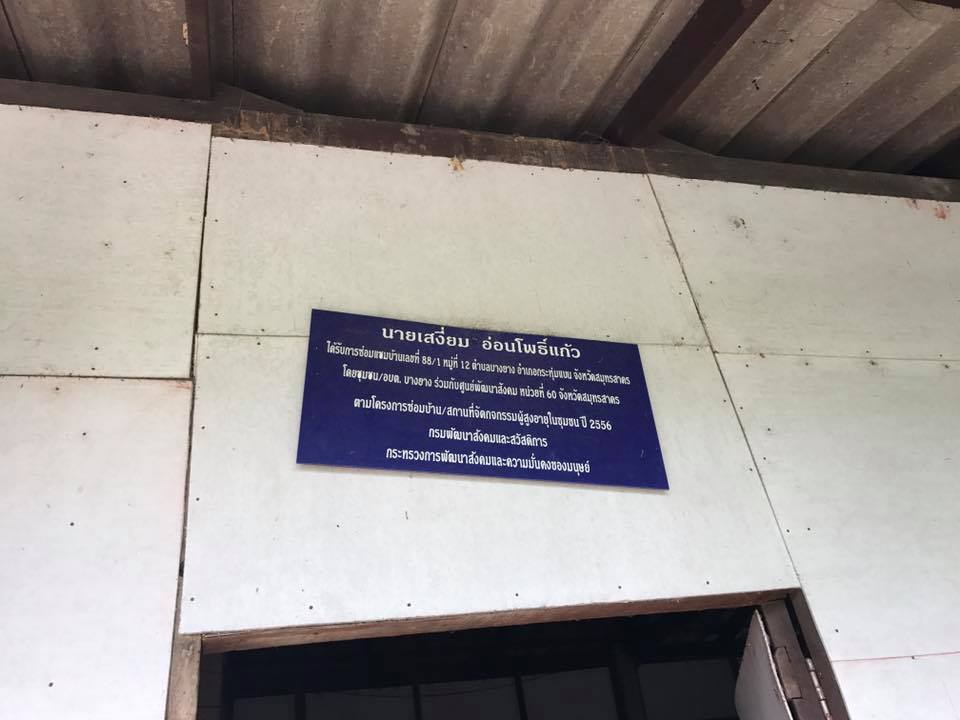 นายเสงี่ยม อ่อนโพธิ์แก้ว
ได้รับการซ่อมแซมบ้านเลขที่ 88/1 หมู่ที่ 12 ตำบลบางยาง อำเภอกระทุ่มแบน จังหวัดสมุทรสาคร
โดยชุมชน/อบต. บางยาง ร่วมกับศูนย์พัฒนาสังคม หน่วยที่ 60 จังหวัดสมุทรสาคร
ตามโครงการซ่อมบ้าน/สถานที่จัดกจกรรมผู้สูงอายุในชุมชน ปี 2556
กรมพัฒนาสังคมและสวัสดิการ
กระทรวงการพัฒนาสังคมและความมั่นคงของมนุษย์